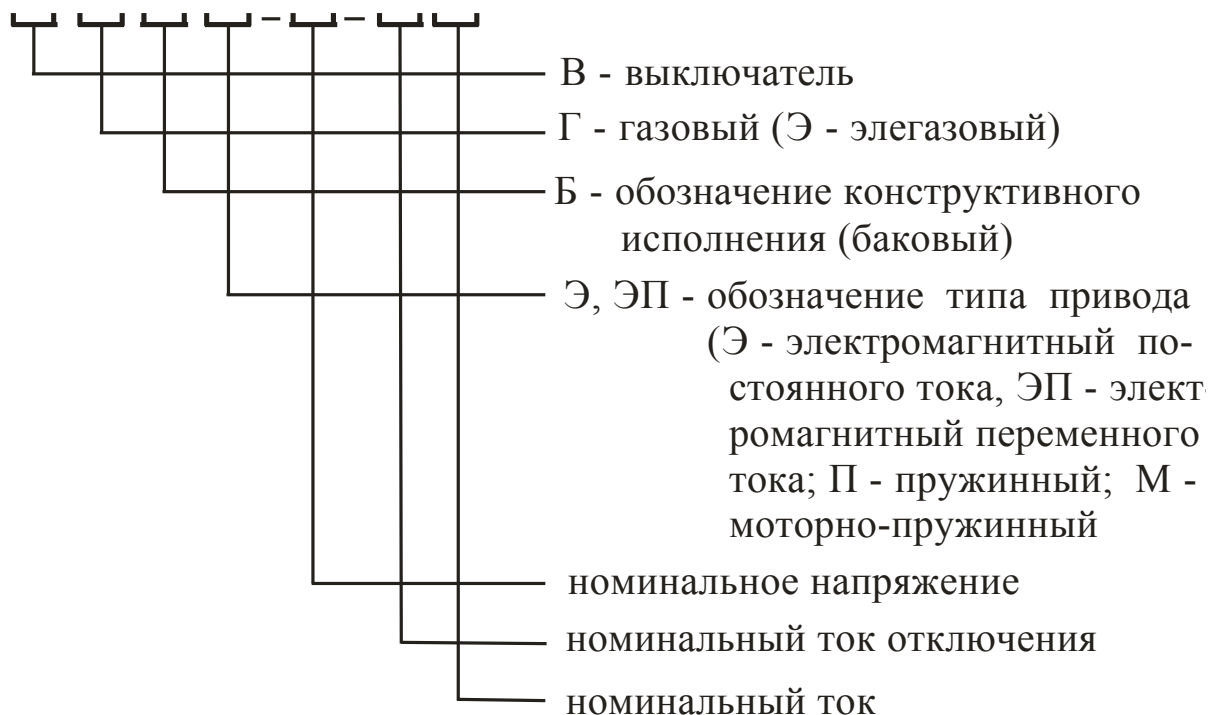 В - выключатель
Г - газовый (Э - элегазовый)
Б - обозначение конструктивного
исполнения (баковый)
Э, ЭП - обозначение типа привода
(Э - электромагнитный по-
стоянного тока, ЭП - элект-
ромагнитный переменного
тока; П - пружинный; М -
моторно-пружинный
номинальное напряжение
номинальный ток отключения
номинальный ток